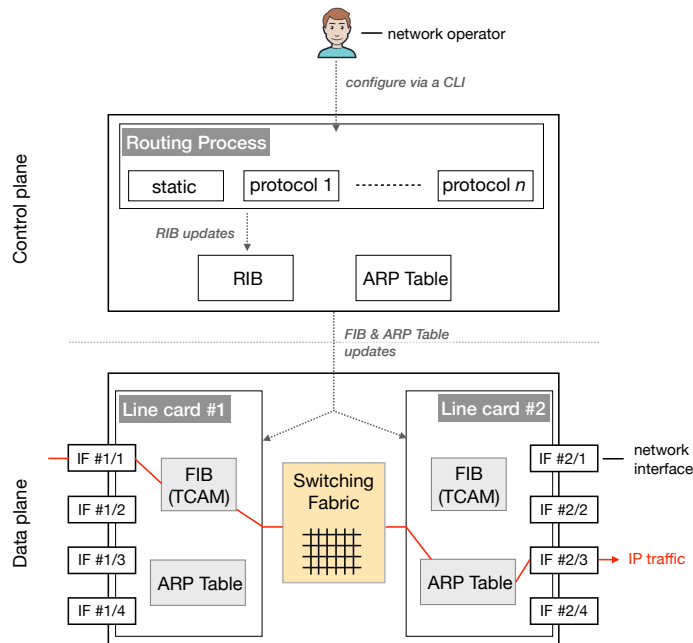 network operator
configure via a CLI
Control plane
Routing Process
static
protocol 1
protocol n
RIB updates
RIB
ARP Table
FIB & ARP Table
updates
Data plane
Line card #1
Line card #2
IF #1/1
IF #1/2
IF #1/3
IF #1/4
FIB
(TCAM)
ARP Table
Switching
Fabric
FIB
(TCAM)
ARP Table
IF #2/1
IF #2/2
IF #2/3
IF #2/4
network
interface
IP traffic